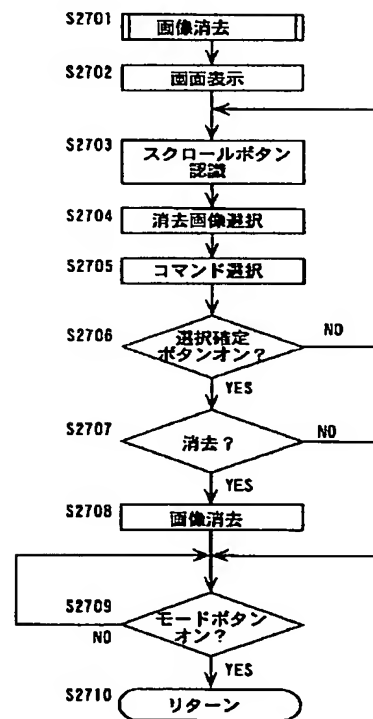 S2701 画像消去
S2702 画面表示
S2703 スクロールボタン
認識
S2704 消去画像選択
S2705 コマンド選択
S2706 選択確定
ボタンオン？ NO
YES
S2707 消去？ NO
YES
S2708 画像消去
S2709 モードボタン
オン？
NO
YES
S2710 リターン